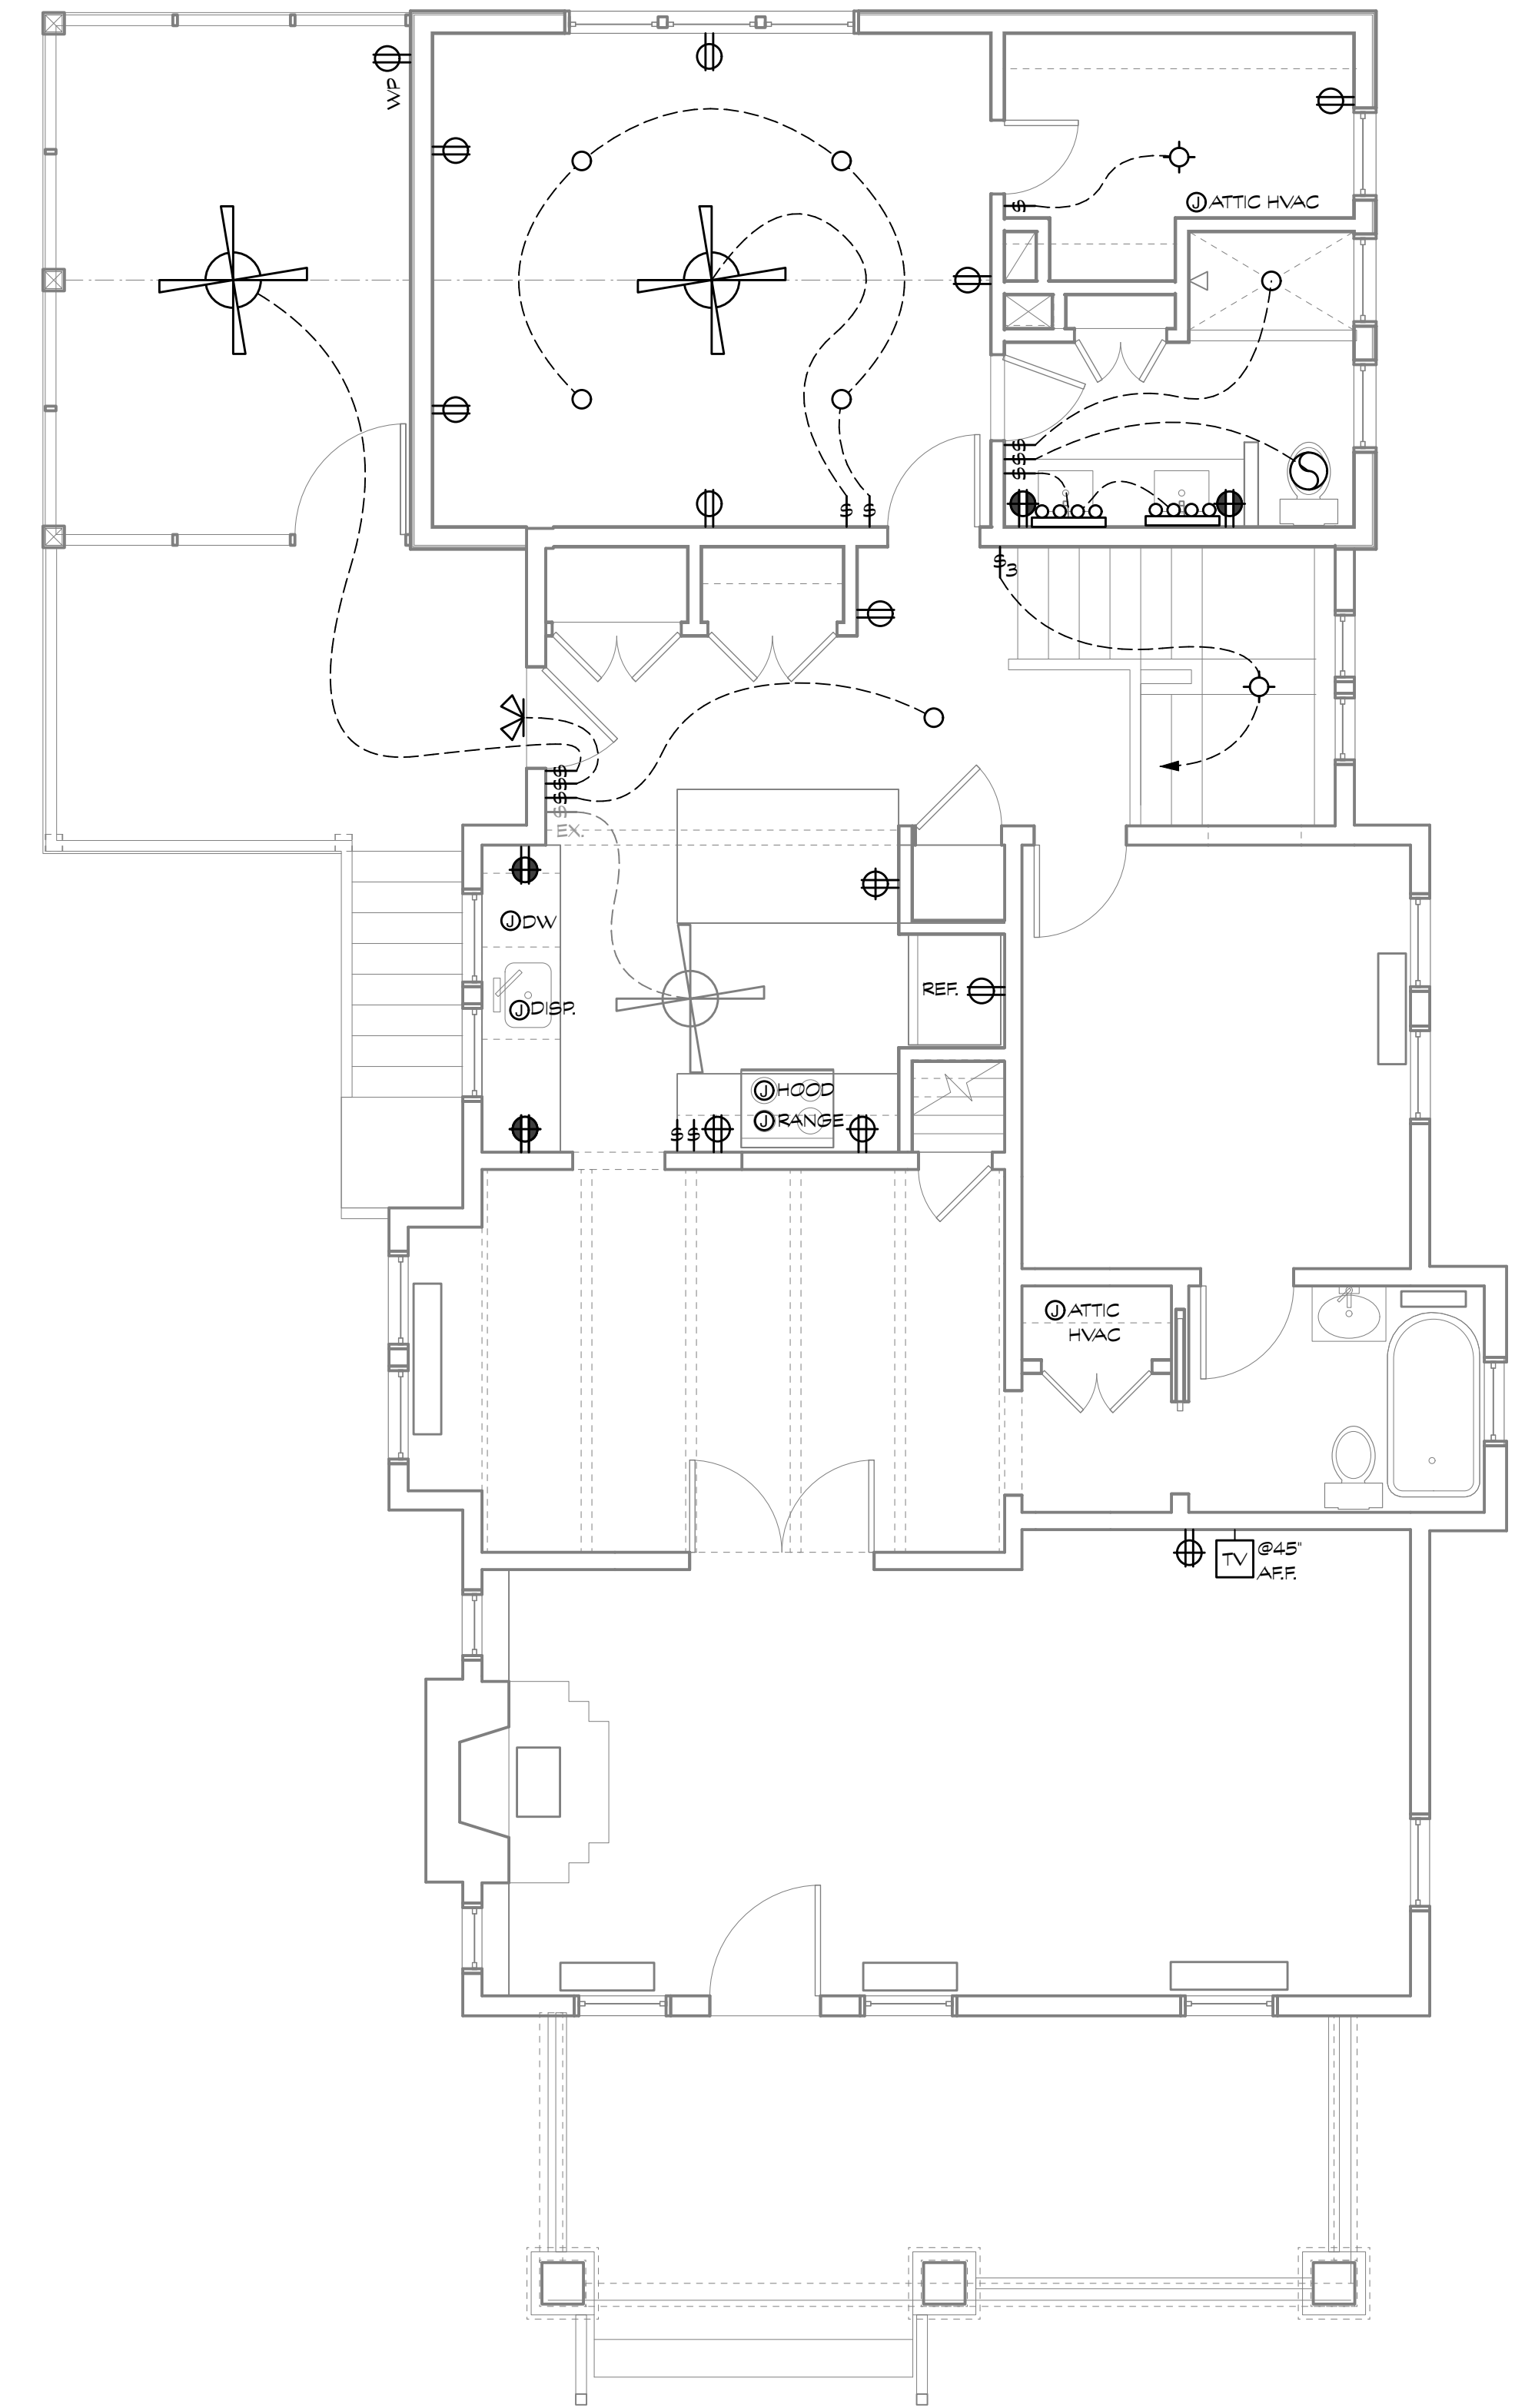 WP
J ATTIC HVAC
$
$
$
$
$ $
$3
$
$
$
$
EX.
J DW
REF.
J DISP.
J HOOD
J RANGE
$ $
J ATTIC
HVAC
TV @45"
A.F.F.